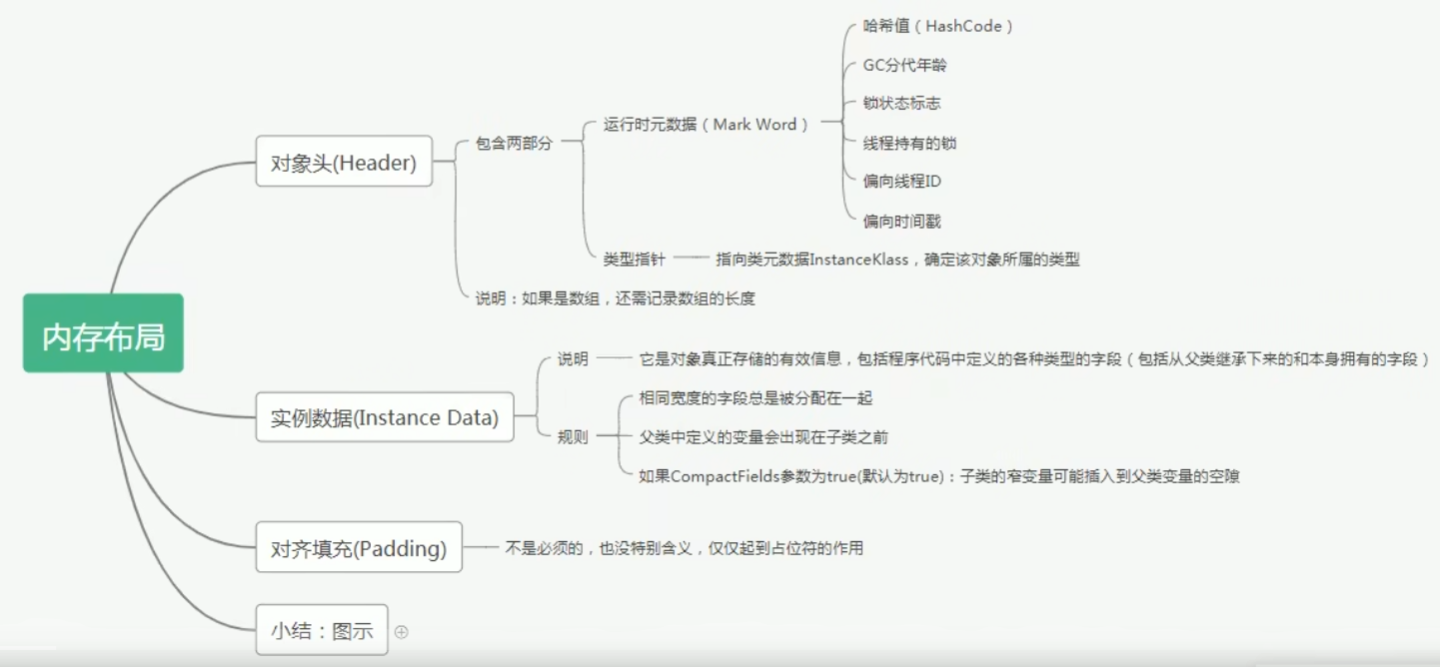 内存布局
对象头(Header)
包含两部分
运行时元数据（Mark Word）
哈希值（HashCode）
GC分代年龄
锁状态标志
线程持有的锁
偏向线程ID
偏向时间戳
类型指针
指向类元数据InstanceKlass，确定该对象所属的类型
说明：如果是数组，还需记录数组的长度
实例数据(Instance Data)
说明
它是对象真正存储的有效信息，包括程序代码中定义的各种类型的字段（包括从父类继承下来的和本身拥有的字段）
规则
相同宽度的字段总是被分配在一起
父类中定义的变量会出现在子类之前
如果CompactFields参数为true(默认为true)：子类的窄变量可能插入到父类变量的空隙
对齐填充(Padding)
不是必须的，也没特别含义，仅仅起到占位符的作用
小结：图示